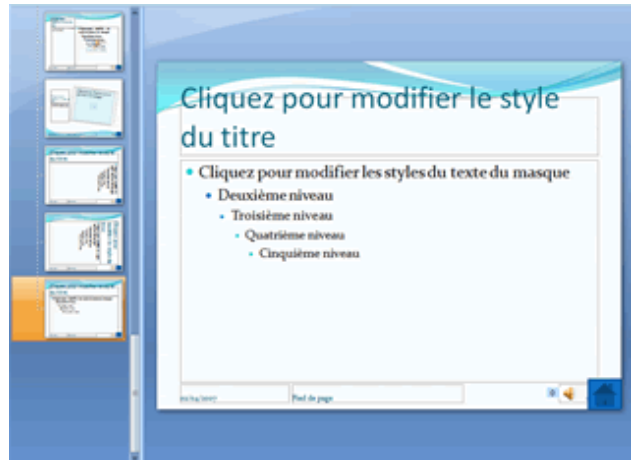 Cliquez pour modifier le style
du titre
Cliquez pour modifier les styles du texte du masque
Deuxième niveau
Troisième niveau
Quatrième niveau
Cinquième niveau
Pied de page